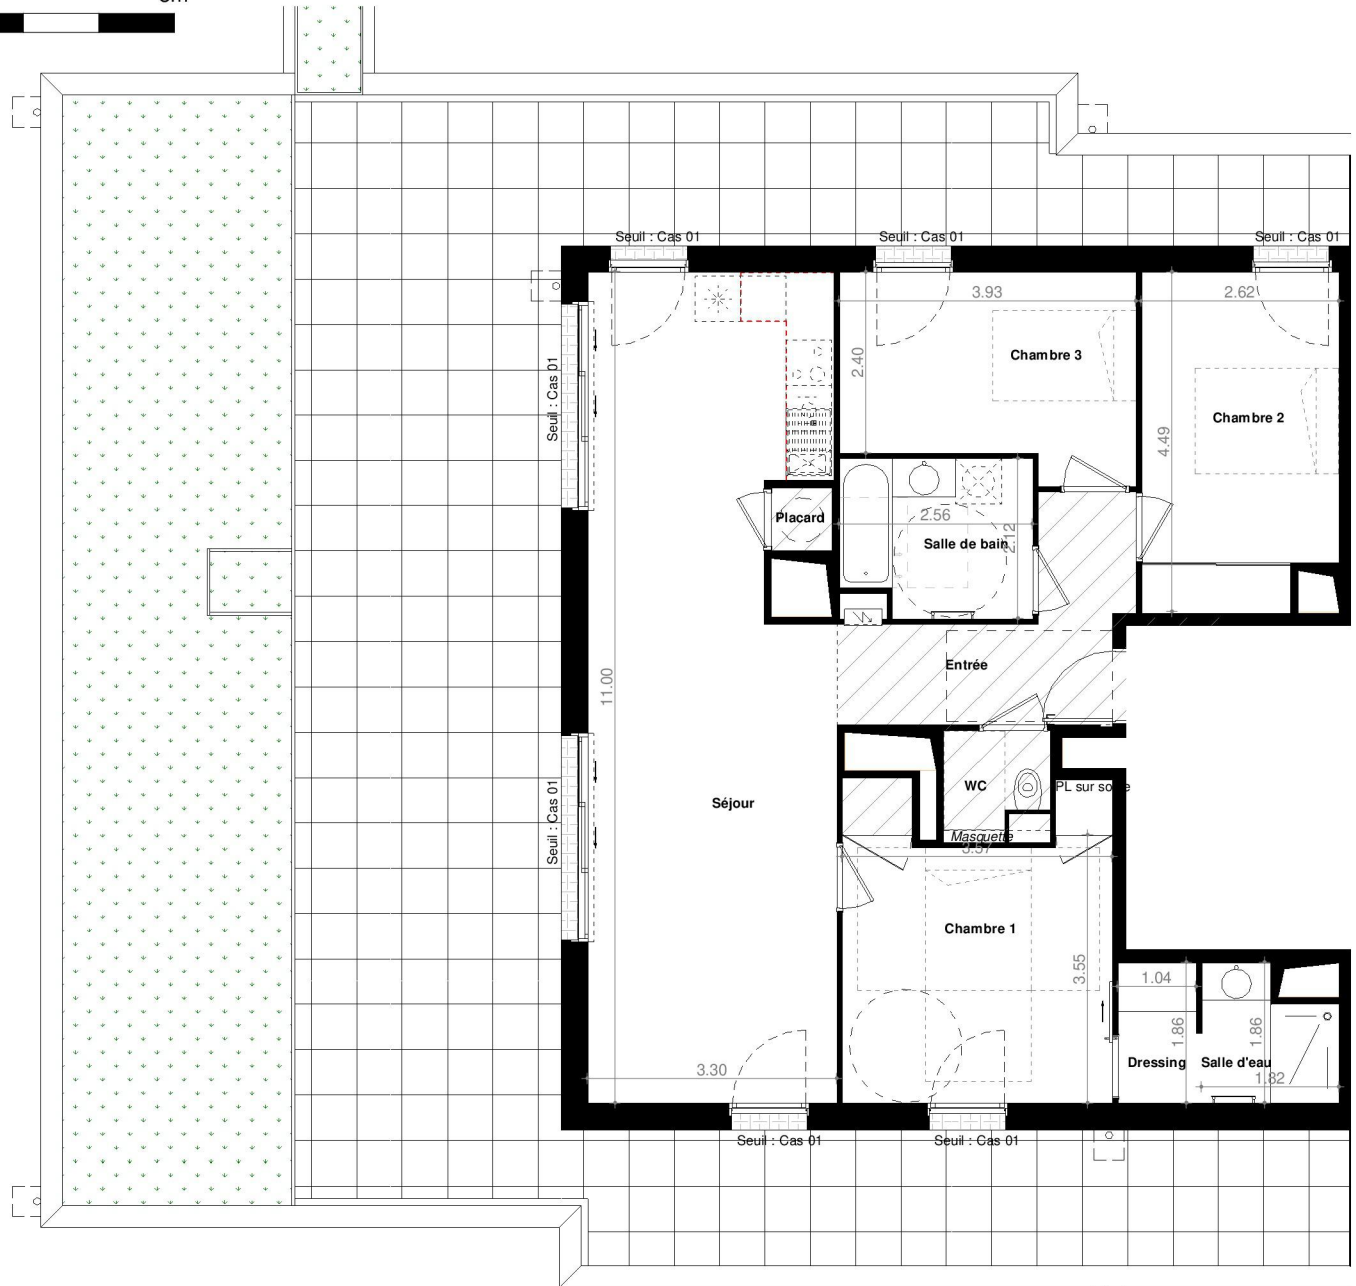 Seuil : Cas 01
Seuil : Cas 01
Seuil : Cas 01
3.93
2.62
Seuil : Cas 01
2.40
Chambre 3
Chambre 2
4.49
Placard
2.56
Salle de bain
2.12
Entrée
11.00
Seuil : Cas 01
Séjour
WC
PL sur socle
Masquette
3.57
Chambre 1
3.55
1.04
1.86
1.86
Dressing
Salle d'eau
3.30
1.82
Seuil : Cas 01
Seuil : Cas 01